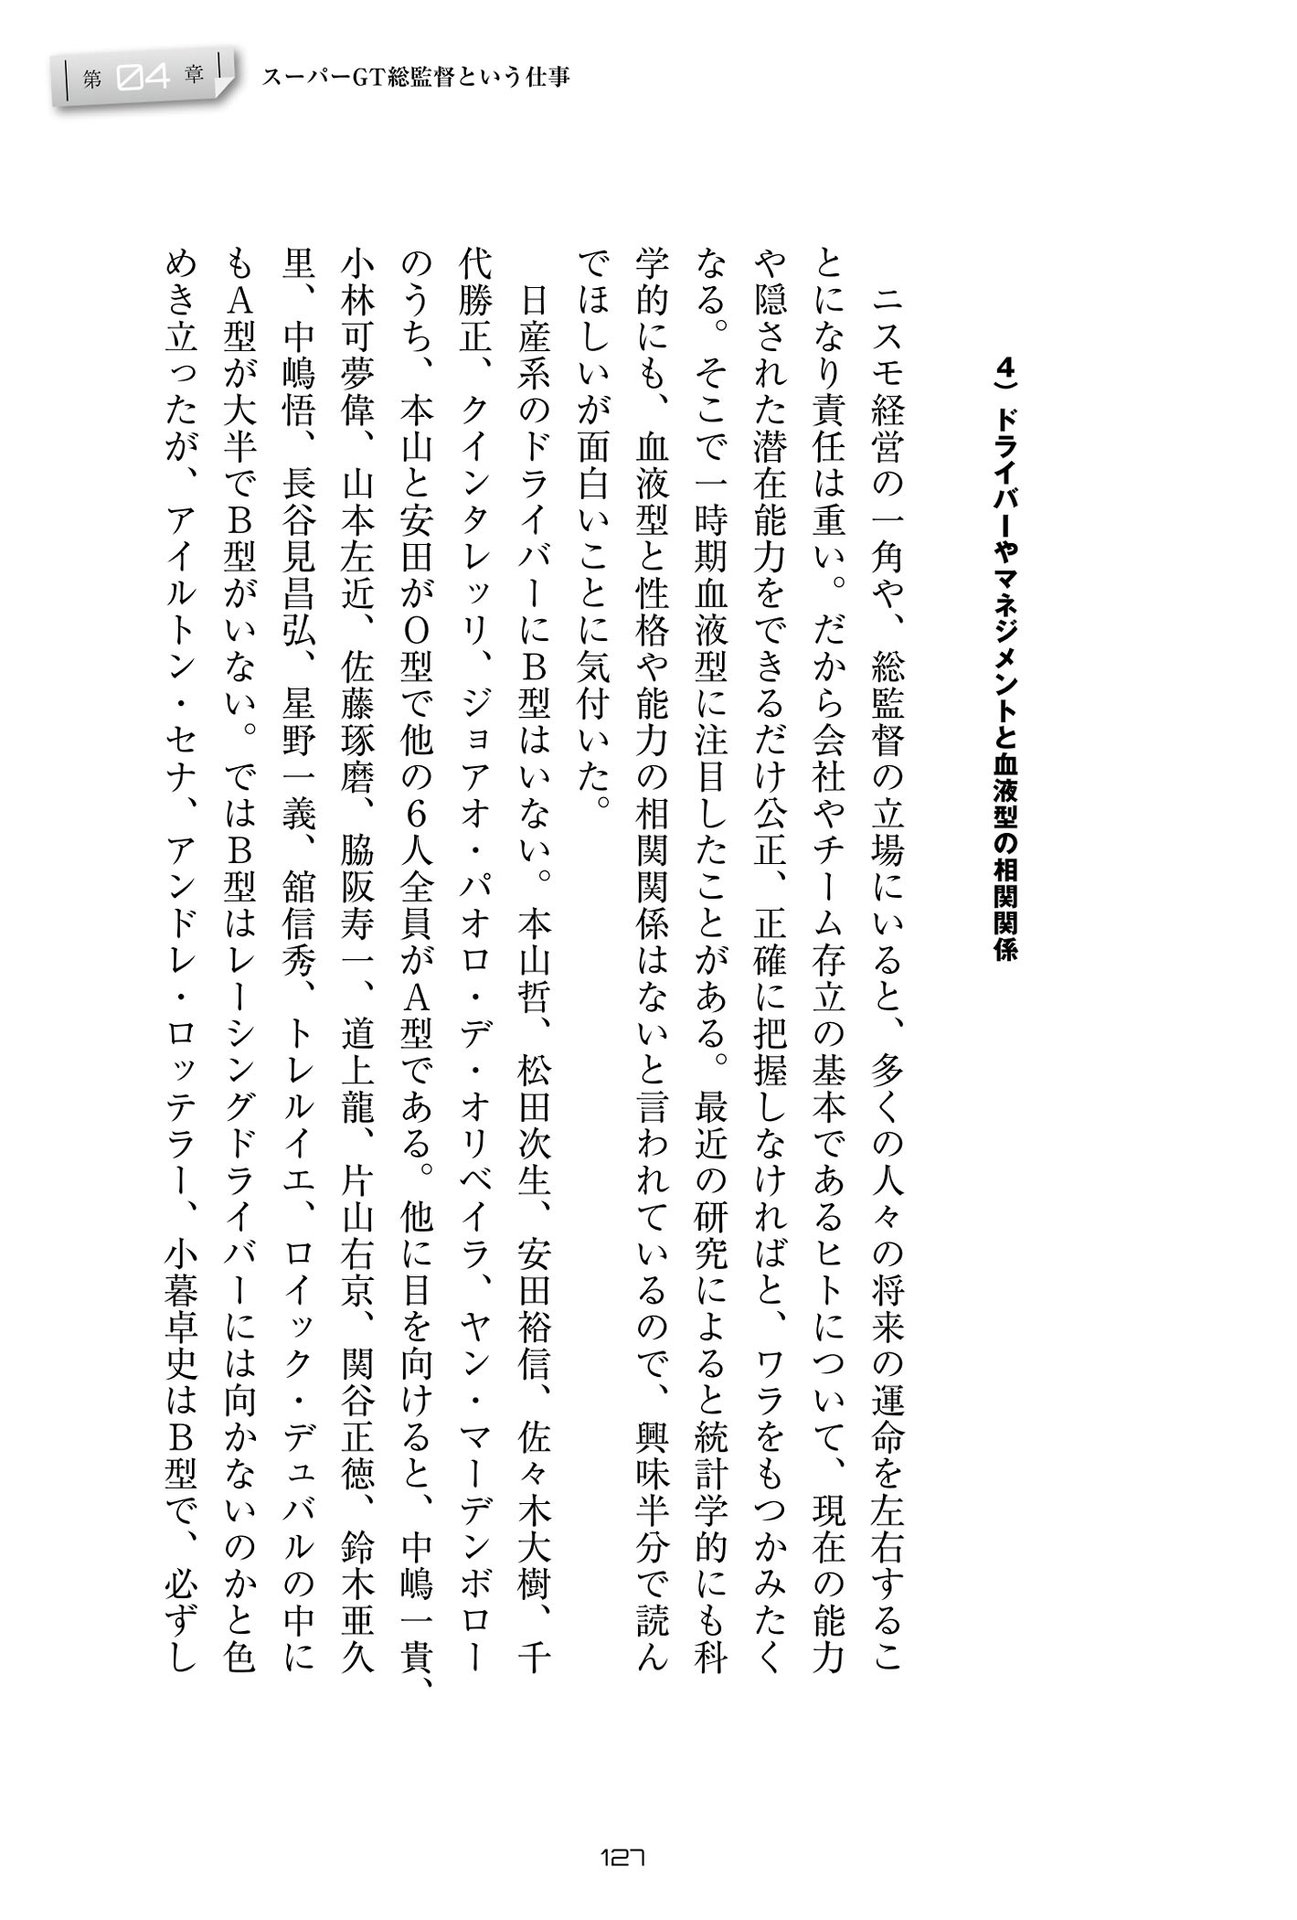 第04章
スーパーGT総監督という仕事
4）ドライバーやマネジメントと血液型の相関関係
　ニスモ経営の一角や、総監督の立場にいると、多くの人々の将来の運命を左右するこ
とになり責任は重い。だから会社やチーム存立の基本であるヒトについて、現在の能力
や隠された潜在能力をできるだけ公正、正確に把握しなければと、ワラをもつかみたく
なる。そこで一時期血液型に注目したことがある。最近の研究によると統計学的にも科
学的にも、血液型と性格や能力の相関関係はないと言われているので、興味半分で読ん
でほしいが面白いことに気付いた。
　日産系のドライバーにＢ型はいない。本山哲、松田次生、安田裕信、佐々木大樹、千
代勝正、クインタレッリ、ジョアオ・パオロ・デ・オリベイラ、ヤン・マーデンボロー
のうち、本山と安田がＯ型で他の６人全員がＡ型である。他に目を向けると、中嶋一貴、
小林可夢偉、山本左近、佐藤琢磨、脇阪寿一、道上龍、片山右京、関谷正徳、鈴木亜久
里、中嶋悟、長谷見昌弘、星野一義、舘信秀、トレルイエ、ロイック・デュバルの中に
もＡ型が大半でＢ型がいない。ではＢ型はレーシングドライバーには向かないのかと色
めき立ったが、アイルトン・セナ、アンドレ・ロッテラー、小暮卓史はＢ型で、必ずし
127